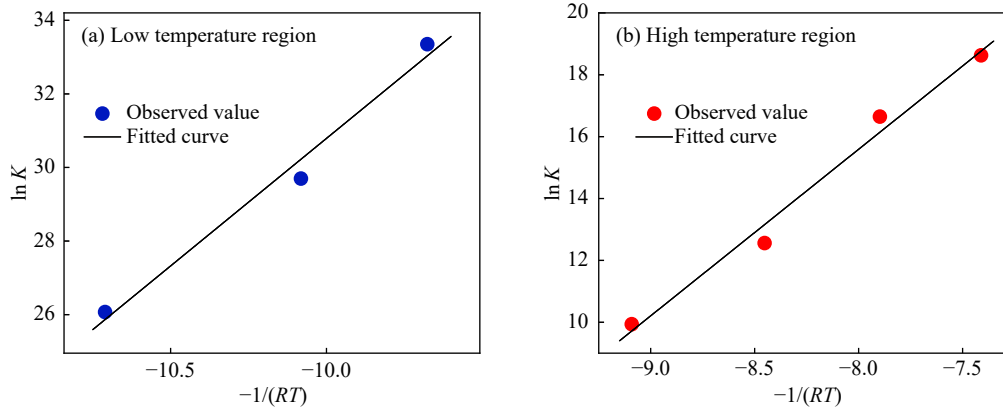 (a) Low temperature region
Observed value
Fitted curve
34
32
30
28
26
ln K
−10.5
−10.0
−1/(RT)
(b) High temperature region
Observed value
Fitted curve
20
18
16
14
12
10
ln K
−9.0
−8.5
−8.0
−7.5
−1/(RT)